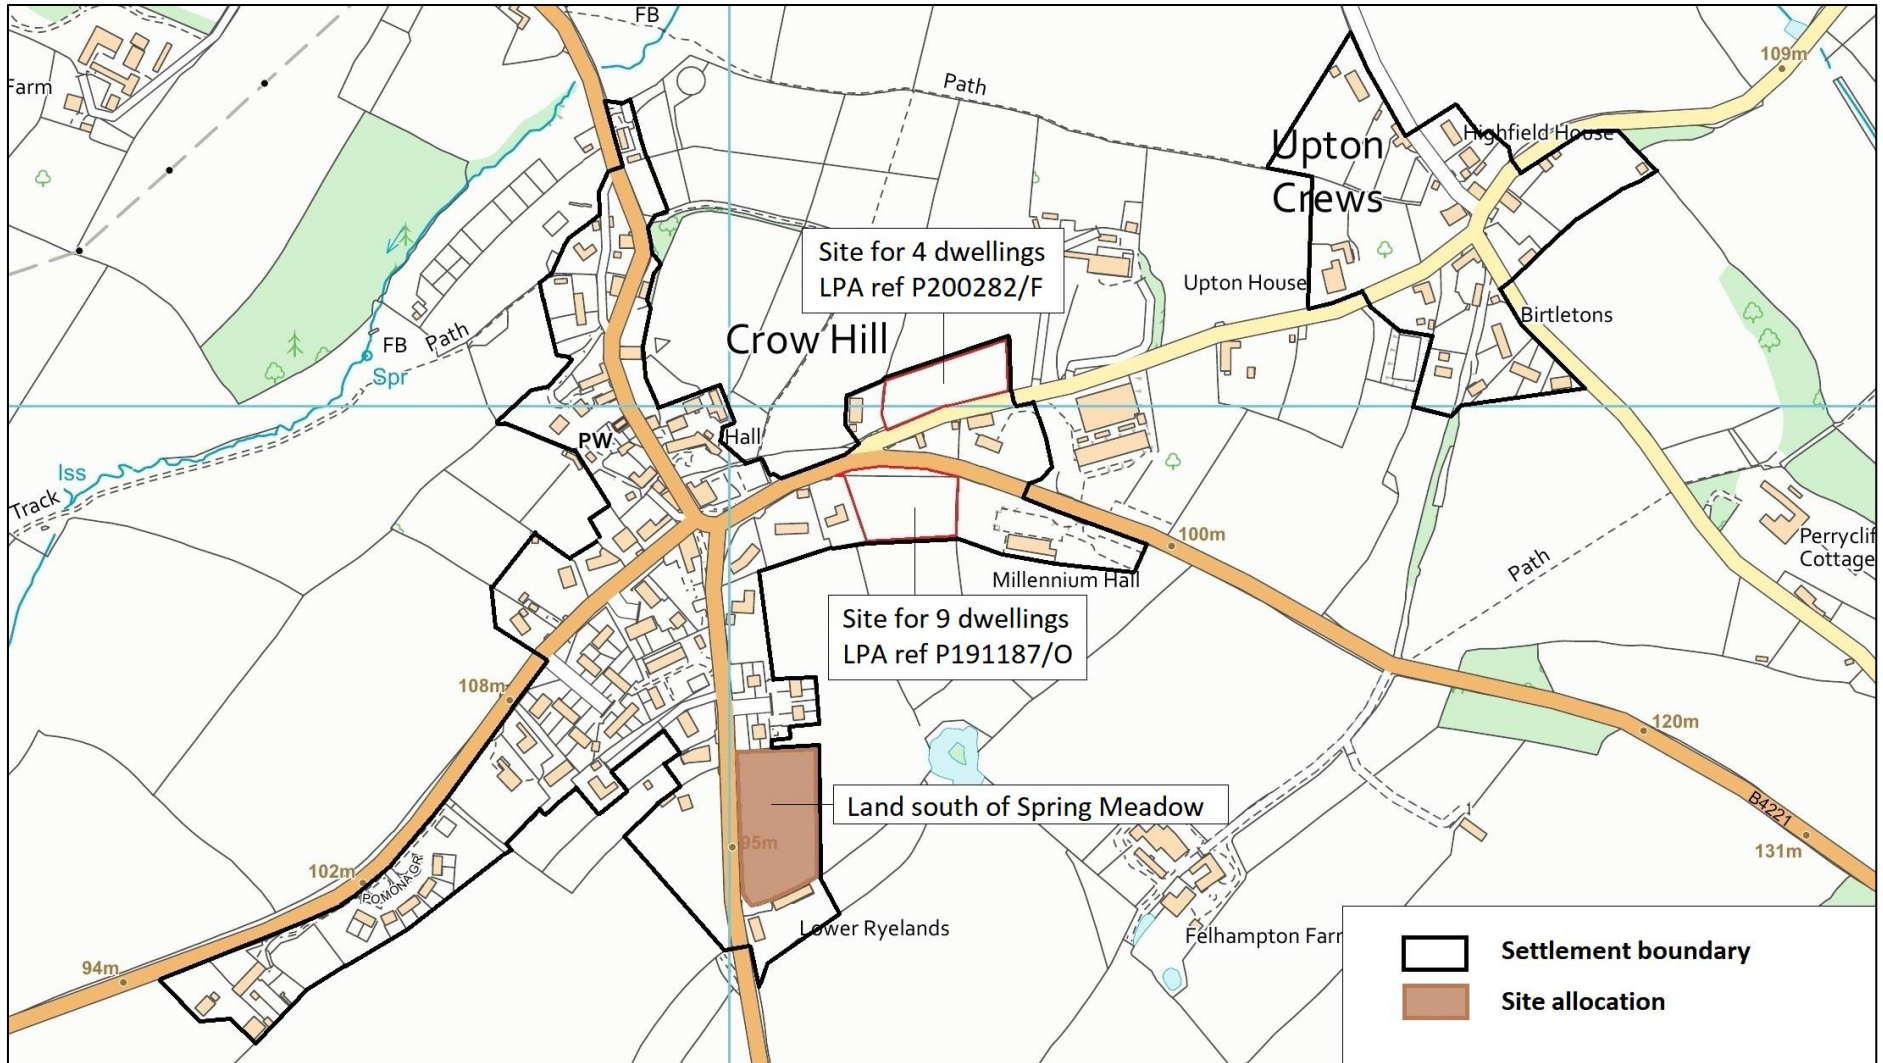 FB
109m
Farm
Path
Highfield House
Upton
Crews
Site for 4 dwellings
LPA ref P200282/F
Upton House
Birtletons
Path
FB
Spr
Crow Hill
PW
Hall
Iss
Track
100m
Perryclif
Cottage
Path
Millennium Hall
Site for 9 dwellings
LPA ref P191187/O
108m
120m
Land south of Spring Meadow
B4221
95m
131m
102m
POMONA GR
Lower Ryelands
Felhampton Farr
94m
Settlement boundary
Site allocation